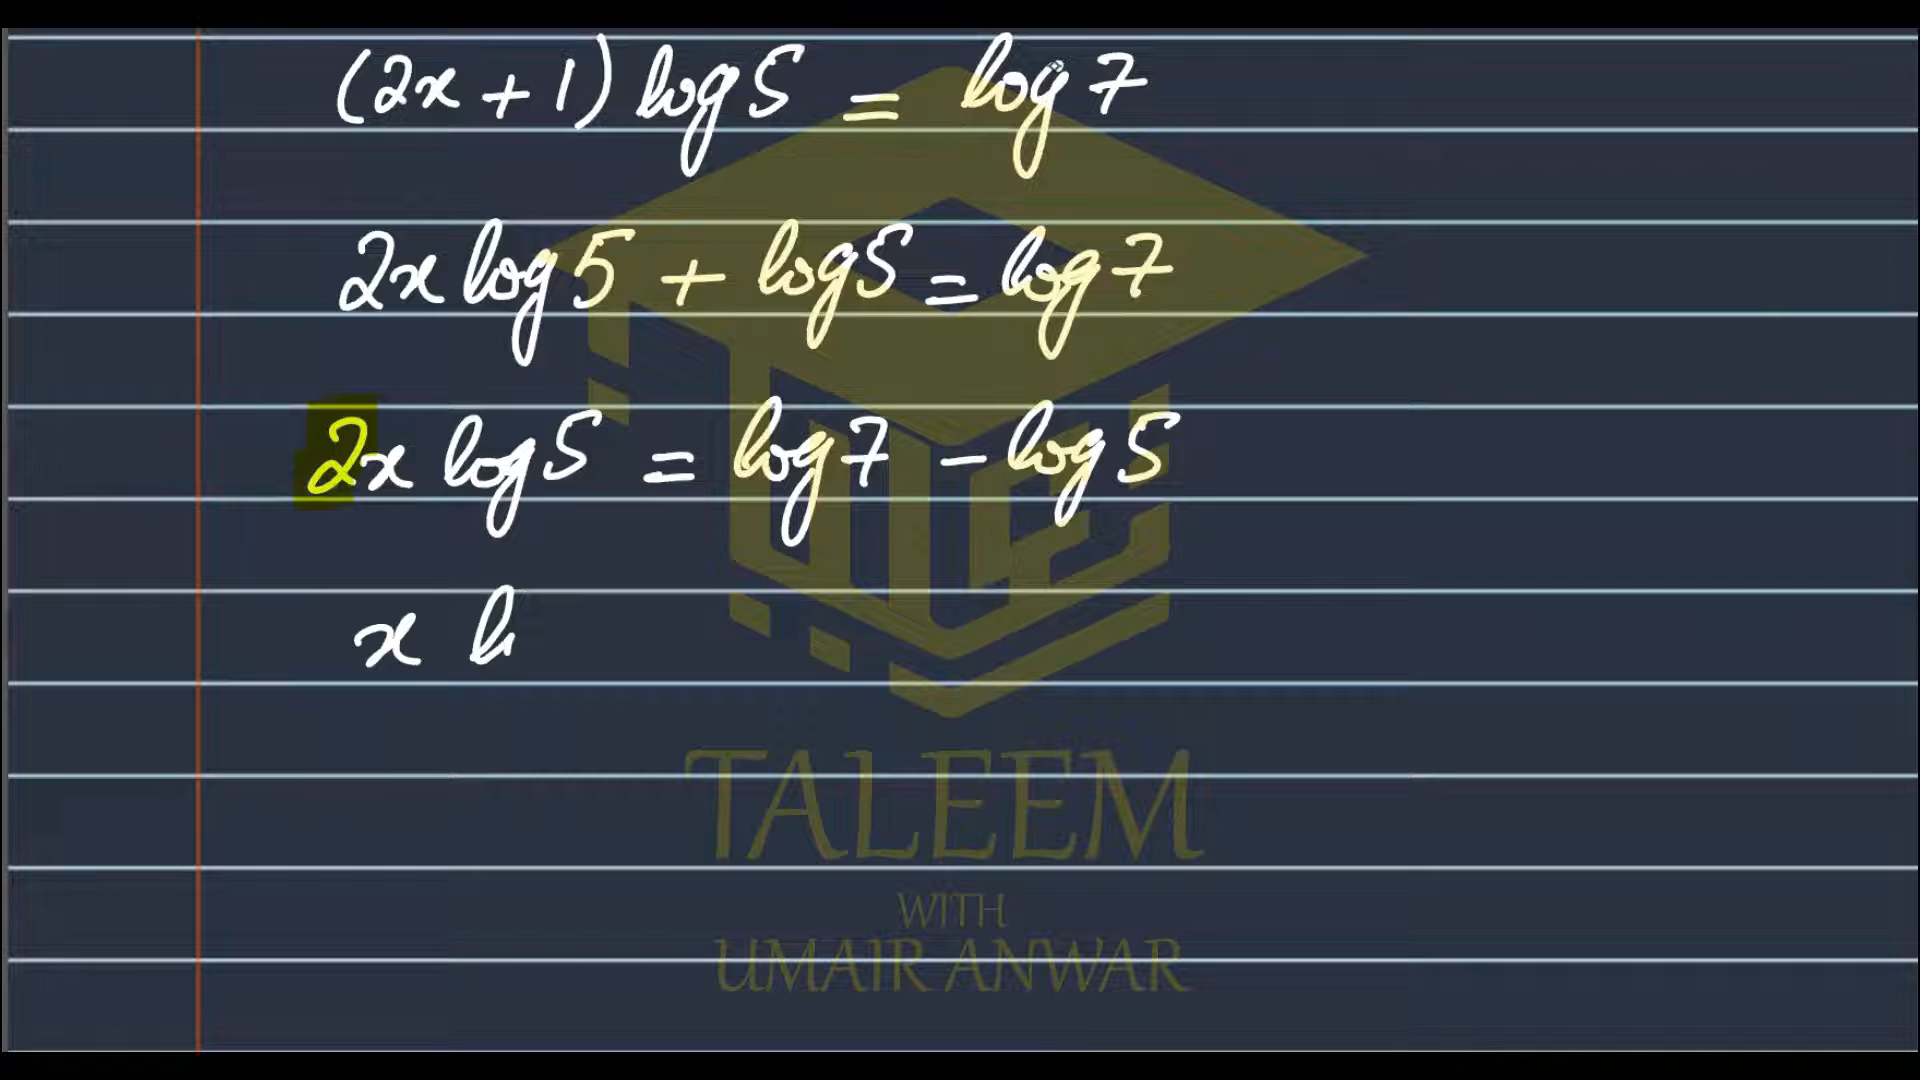 (2x + 1) log 5 = log 7
2x log 5 + log 5 = log 7
2x log 5 = log 7 - log 5
x lo
TALEEM
WITH
UMAIR ANWAR